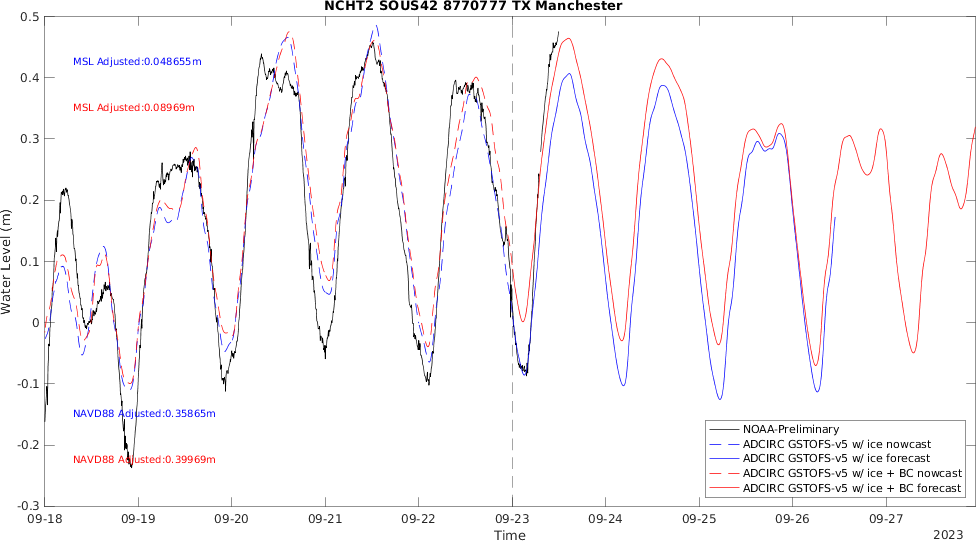 NCHT2 SOUS42 8770777 TX Manchester
0.5
MSL Adjusted:0.048655m
0.4
MSL Adjusted:0.08969m
0.3
0.2
Water Level (m)
0.1
0
-0.1
NAVD88 Adjusted:0.35865m
NOAA-Preliminary
ADCIRC GSTOFS-v5 w/ ice nowcast
-0.2
ADCIRC GSTOFS-v5 w/ ice forecast
NAVD88 Adjusted:0.39969m
ADCIRC GSTOFS-v5 w/ ice + BC nowcast
ADCIRC GSTOFS-v5 w/ ice + BC forecast
-0.3
09-18 09-19 09-20 09-21 09-22 09-23 09-24 09-25 09-26 09-27
Time
2023